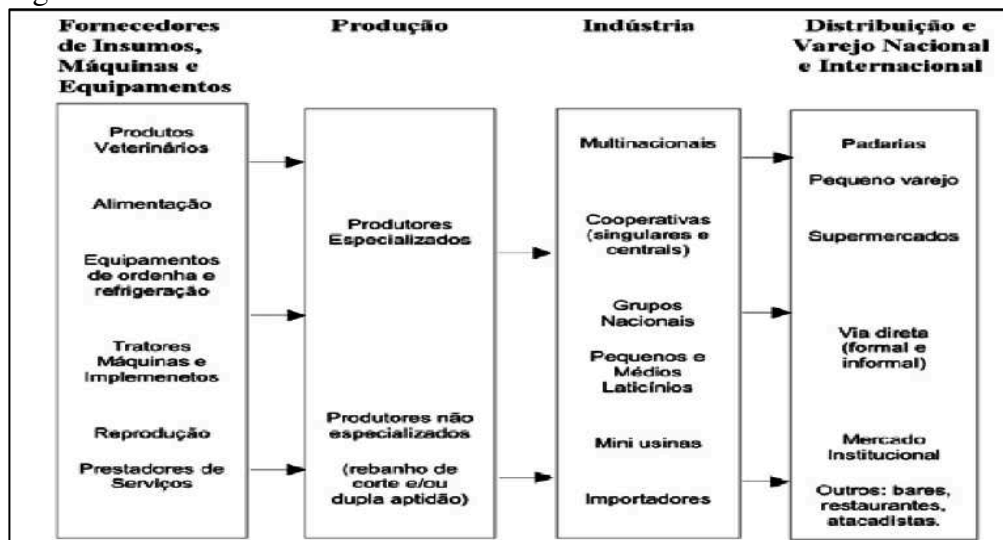 Fornecedores
de Insumos,
Máquinas e
Equipamentos
Produtos
Veterinários
Alimentação
Equipamentos
de ordenha e
refrigeração
Tratores
Máquinas e
Implemenetos
Reprodução
Prestadores de
Serviços
Produção
Produtores
Especializados
Produtores não
especializados
(rebanho de
corte e/ou
dupla aptidão)
Indústria
Multinacionais
Cooperativas
(singulares e
centrais)
Grupos
Nacionais
Pequenos e
Médios
Laticínios
Mini usinas
Importadores
Distribuição e
Varejo Nacional
e Internacional
Padarias
Pequeno varejo
Supermercados
Via direta
(formal e
informal)
Mercado
Institucional
Outros: bares,
restaurantes,
atacadistas.